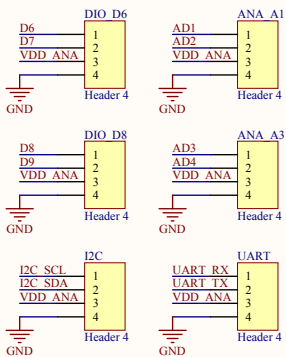 DIO_D6
D6 1
D7 2
VDD_ANA 3
4
GND
Header 4
ANA_A1
AD1 1
AD2 2
VDD_ANA 3
4
GND
Header 4
DIO_D8
D8 1
D9 2
VDD_ANA 3
4
GND
Header 4
ANA_A3
AD3 1
AD4 2
VDD_ANA 3
4
GND
Header 4
I2C
I2C_SCL 1
I2C_SDA 2
VDD_ANA 3
4
GND
Header 4
UART
UART_RX 1
UART_TX 2
VDD_ANA 3
4
GND
Header 4